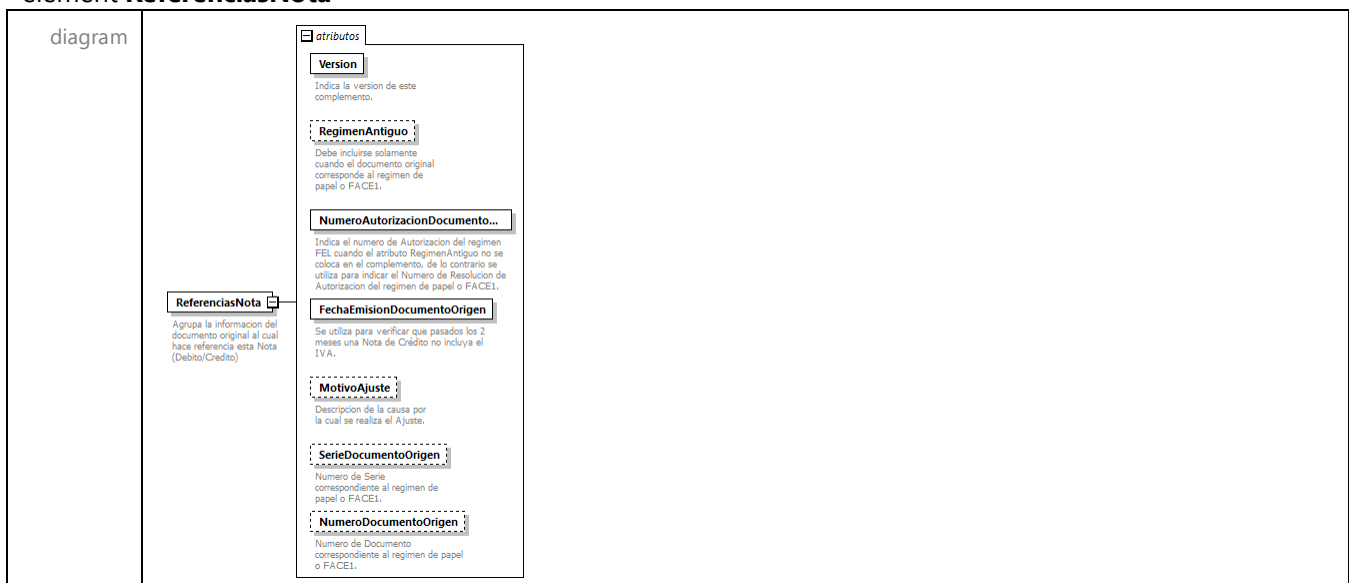 element ReferenciasNota
diagram
atributos
Version
Indica la version de este
complemento.
RegimenAntiguo
Debe incluirse solamente
cuando el documento original
corresponde al regimen de
papel o FACE1.
NumeroAutorizacionDocumento...
Indica el numero de Autorizacion del regimen
FEL cuando el atributo RegimenAntiguo no se
coloca en el complemento, de lo contrario se
utiliza para indicar el Numero de Resolucion de
Autorizacion del regimen de papel o FACE1.
ReferenciasNota
Agrupa la informacion del
documento original al cual
hace referencia esta Nota
(Debito/Credito)
FechaEmisionDocumentoOrigen
Se utiliza para verificar que pasados los 2
meses una Nota de Crédito no incluya el
IVA.
MotivoAjuste
Descripcion de la causa por
la cual se realiza el Ajuste.
SerieDocumentoOrigen
Numero de Serie
correspondiente al regimen de
papel o FACE1.
NumeroDocumentoOrigen
Numero de Documento
correspondiente al regimen de papel
o FACE1.